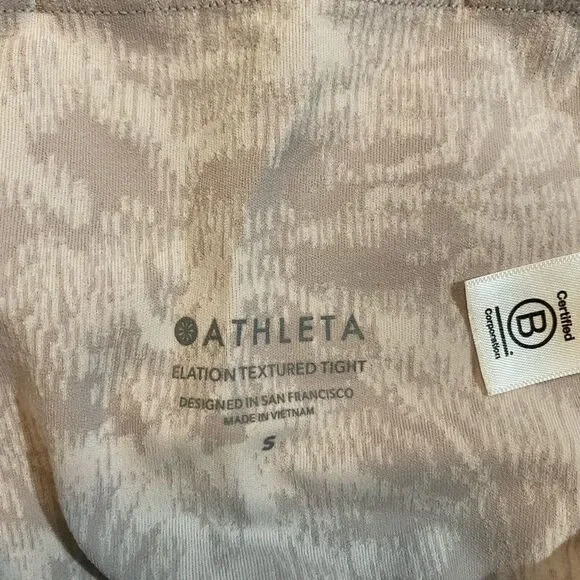 ATHLETA
ELATION TEXTURED TIGHT
DESIGNED IN SAN FRANCISCO
MADE IN VIETNAM
S
Certified
B
Corporation